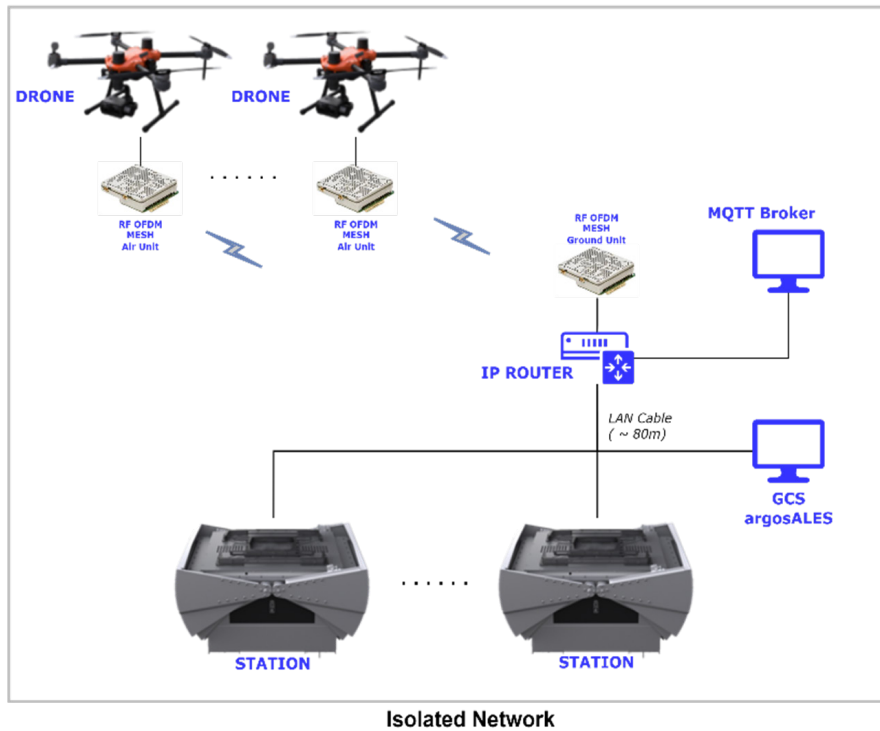 DRONE
DRONE
RF OFDM
MESH
Air Unit
RF OFDM
MESH
Air Unit
RF OFDM
MESH
Ground Unit
MQTT Broker
IP ROUTER
LAN Cable
( ~ 80m)
GCS
argosALES
STATION
STATION
Isolated Network